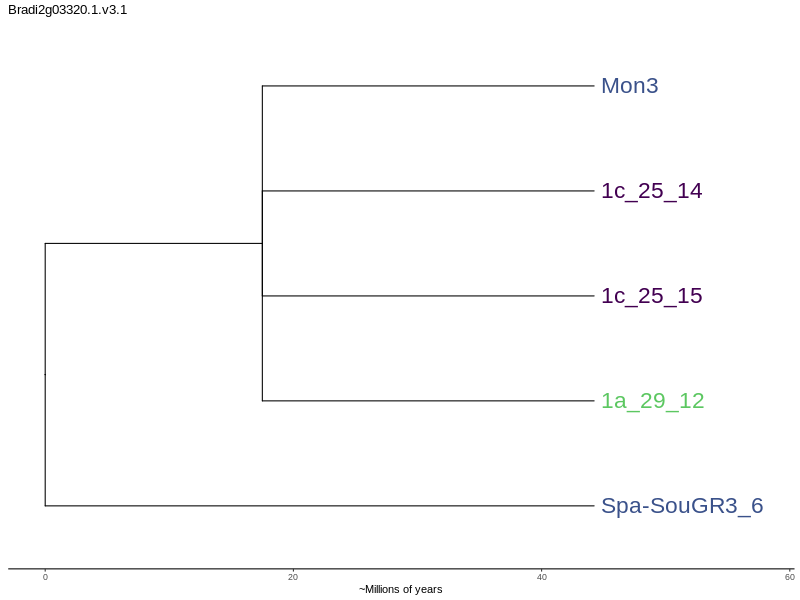 Bradi2g03320.1.v3.1
Mon3
1c_25_14
1c_25_15
1a_29_12
Spa-SouGR3_6
0 20 40 60
~Millions of years